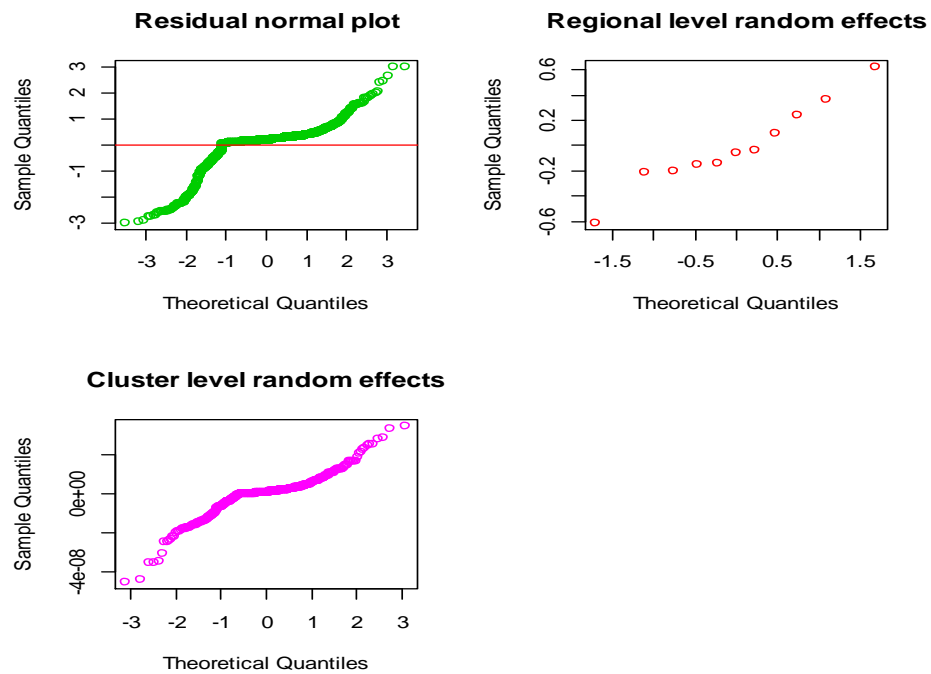 Residual normal plot
Sample Quantiles
3
2
1
-1
-3
-3 -2 -1 0 1 2 3
Theoretical Quantiles
Regional level random effects
Sample Quantiles
0.6
0.2
-0.2
-0.6
-1.5 -0.5 0.5 1.5
Theoretical Quantiles
Cluster level random effects
Sample Quantiles
0e+00
-4e-08
-3 -2 -1 0 1 2 3
Theoretical Quantiles